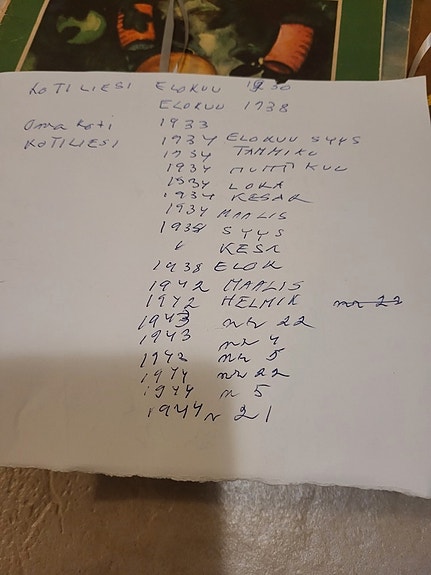 KOTILIESI ELOKUU 1930
ELOKUU 1938
Oma koti 1933
KOTILIESI 1934 ELOKUU SYYS
1934 TAMMIKU
1934 HUHTIKUU
1934 LOKA
1934 KESÄK
1934 MAALIS
1938 SYYS
KESÄ
1938 ELOK
1942 MAALIS
1942 HELMIK nr 22
1943 nr 22
1943 nr 4
1942 nr 5
1944 nr 22
1944 n 5
1944 n 21